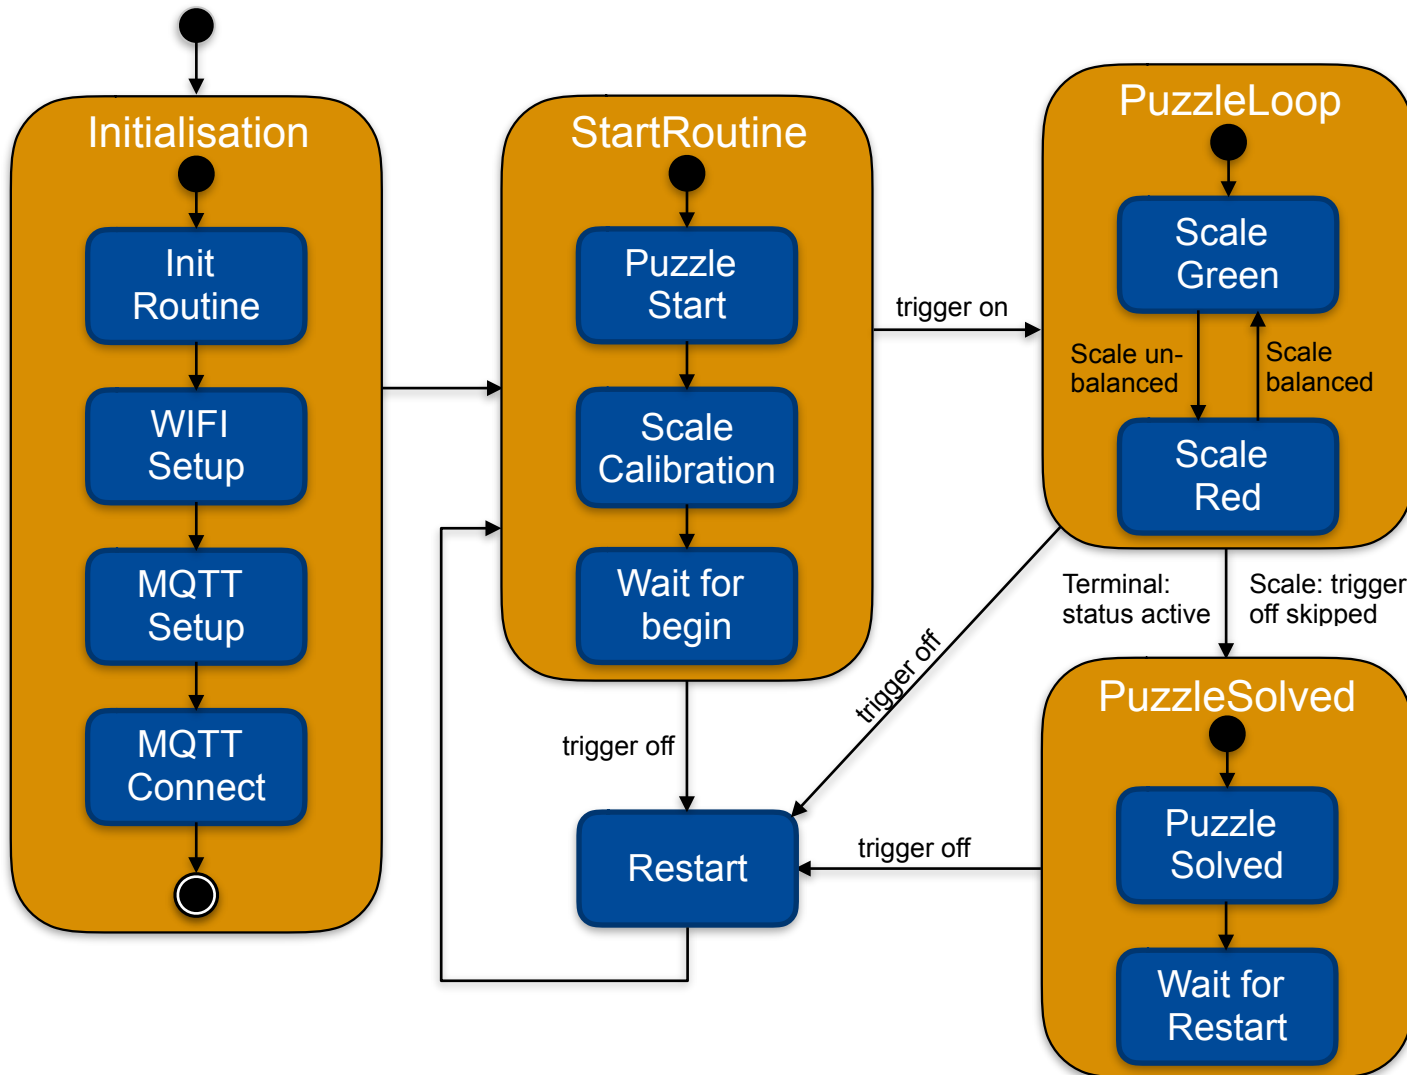 Initialisation
Init
Routine
WIFI
Setup
MQTT
Setup
MQTT
Connect
StartRoutine
Puzzle
Start
Scale
Calibration
Wait for
begin
trigger on
trigger off
Restart
PuzzleLoop
Scale
Green
Scale un-
balanced
Scale
balanced
Scale
Red
trigger off
Terminal:
status active
Scale: trigger
off skipped
trigger off
PuzzleSolved
Puzzle
Solved
Wait for
Restart